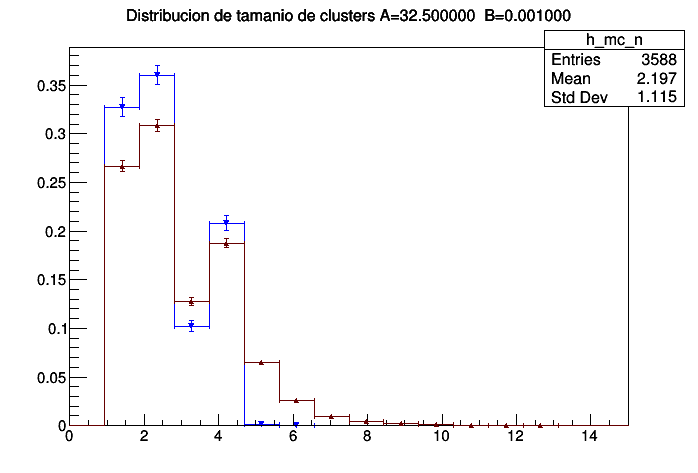 Distribucion de tamanio de clusters A=32.500000 B=0.001000
h_mc_n
Entries 3588
Mean 2.197
Std Dev 1.115
0.35
0.3
0.25
0.2
0.15
0.1
0.05
0
0 2 4 6 8 10 12 14